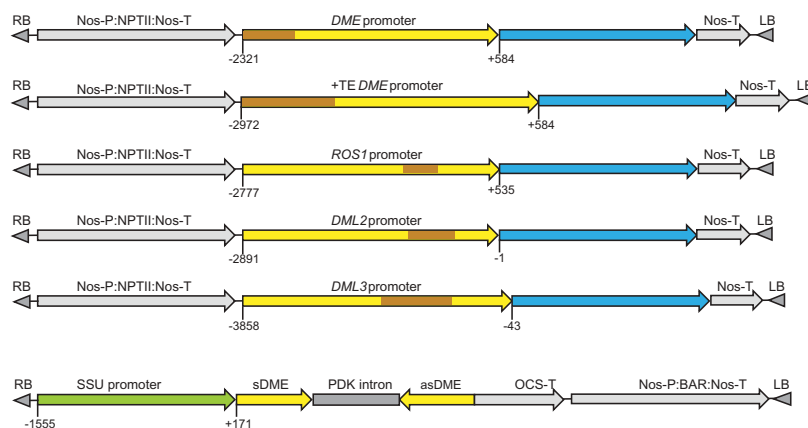 RB Nos-P:NPTII:Nos-T DME promoter Nos-T LB
-2321 +584
RB Nos-P:NPTII:Nos-T +TE DME promoter Nos-T LB
-2972 +584
RB Nos-P:NPTII:Nos-T ROS1 promoter Nos-T LB
-2777 +535
RB Nos-P:NPTII:Nos-T DML2 promoter Nos-T LB
-2891 -1
RB Nos-P:NPTII:Nos-T DML3 promoter Nos-T LB
-3858 -43
RB SSU promoter sDME PDK intron asDME OCS-T Nos-P:BAR:Nos-T LB
-1555 +171